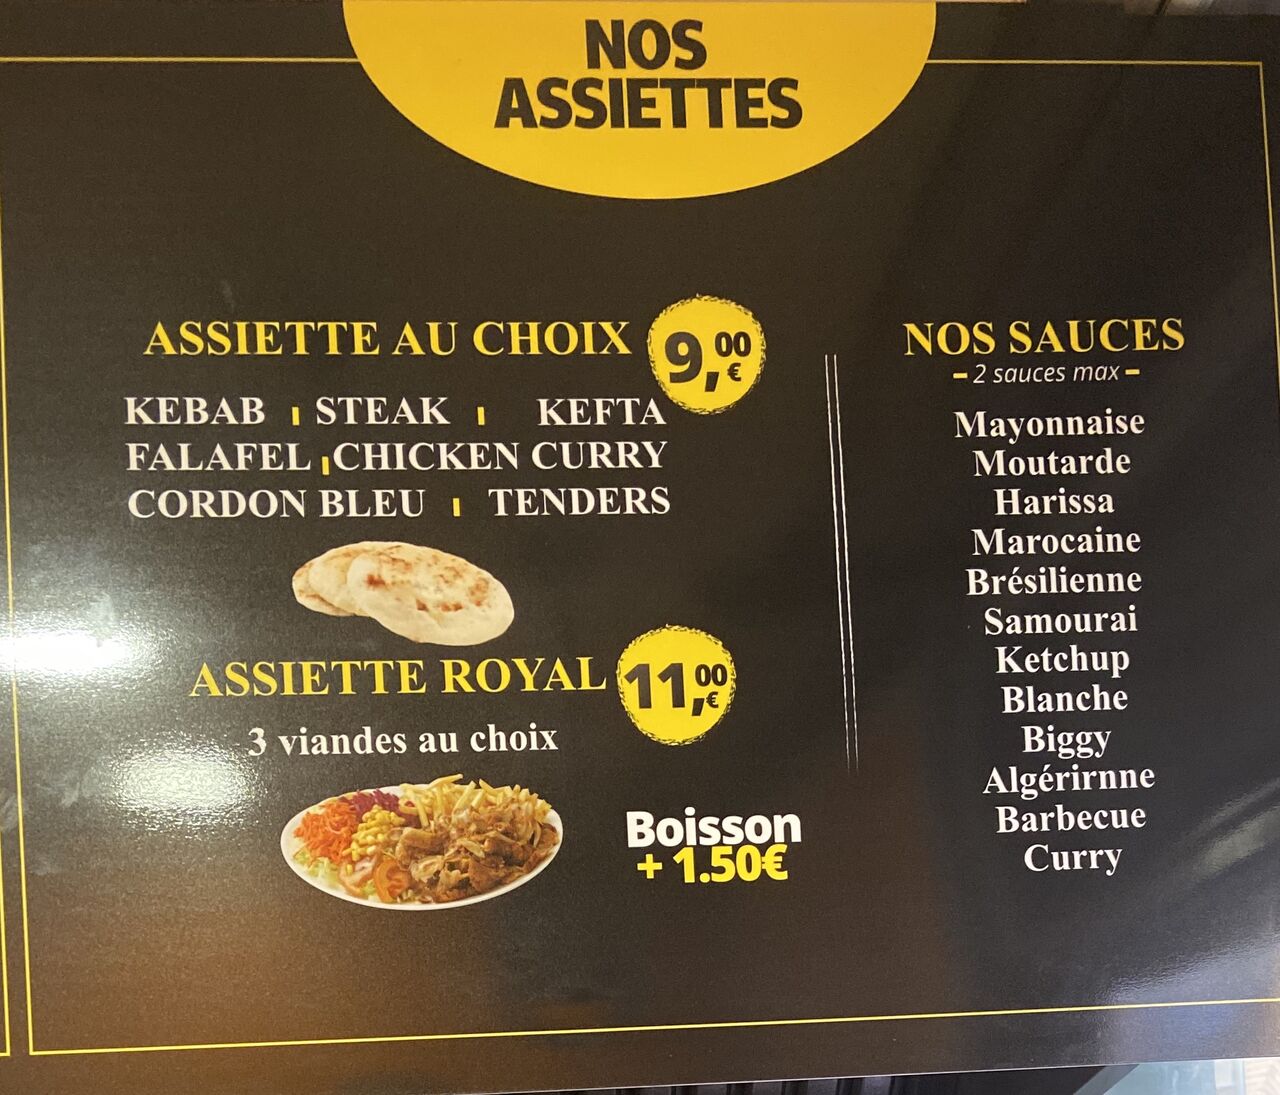 NOS
ASSIETTES
ASSIETTE AU CHOIX
9,00€
KEBAB | STEAK | KEFTA
FALAFEL | CHICKEN CURRY
CORDON BLEU | TENDERS
ASSIETTE ROYAL
11,00€
3 viandes au choix
Boisson
+ 1.50€
NOS SAUCES
- 2 sauces max -
Mayonnaise
Moutarde
Harissa
Marocaine
Brésilienne
Samourai
Ketchup
Blanche
Biggy
Algérirnne
Barbecue
Curry